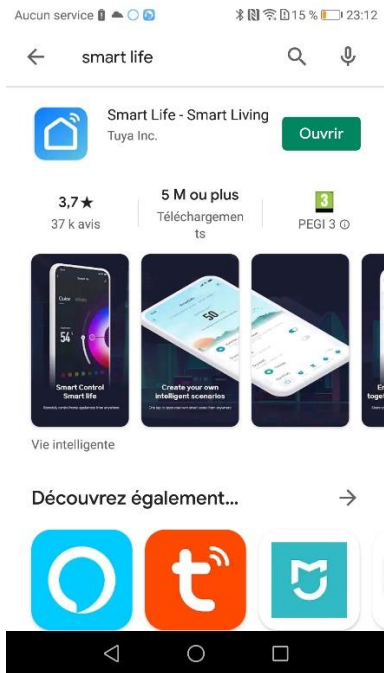 Aucun service 15 % 23:12
smart life
Smart Life - Smart Living
Tuya Inc.
Ouvrir
3,7★
37 k avis
5 M ou plus
Téléchargemen
ts
3
PEGI 3
Color
54
Smart Control
Smart life
50
Create your own
intelligent scenarios
Vie intelligente
Découvrez également...